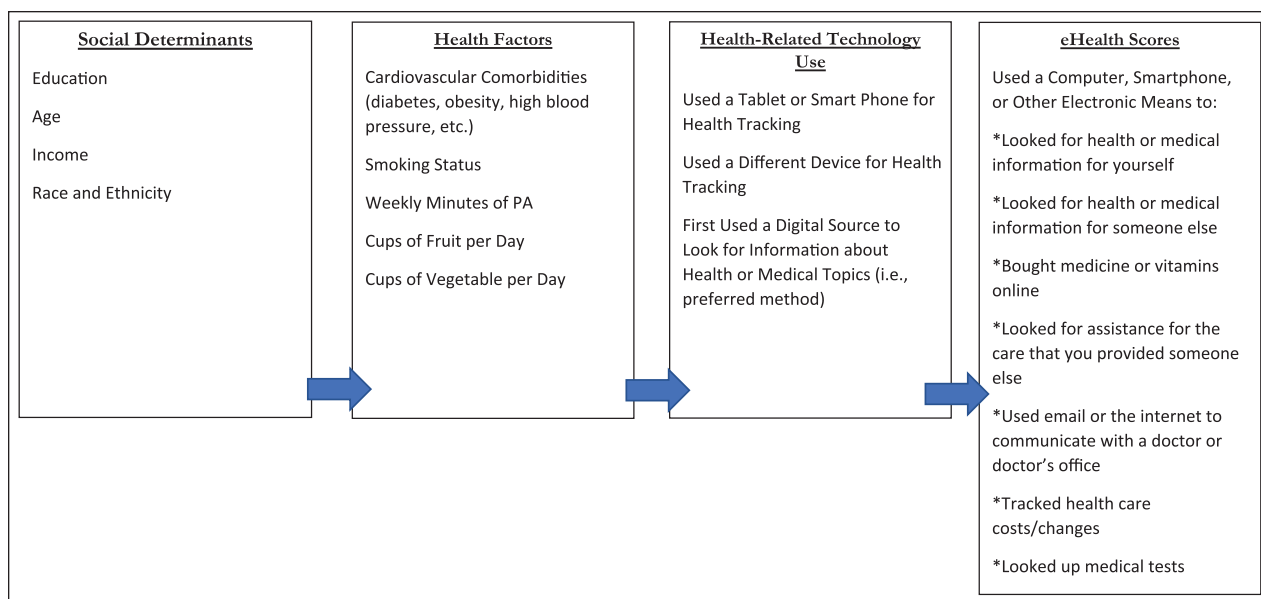 Social Determinants
Education
Age
Income
Race and Ethnicity
Health Factors
Cardiovascular Comorbidities
(diabetes, obesity, high blood
pressure, etc.)
Smoking Status
Weekly Minutes of PA
Cups of Fruit per Day
Cups of Vegetable per Day
Health-Related Technology
Use
Used a Tablet or Smart Phone for
Health Tracking
Used a Different Device for Health
Tracking
First Used a Digital Source to
Look for Information about
Health or Medical Topics (i.e.,
preferred method)
eHealth Scores
Used a Computer, Smartphone,
or Other Electronic Means to:
*Looked for health or medical
information for yourself
*Looked for health or medical
information for someone else
*Bought medicine or vitamins
online
*Looked for assistance for the
care that you provided someone
else
*Used email or the internet to
communicate with a doctor or
doctor’s office
*Tracked health care
costs/changes
*Looked up medical tests